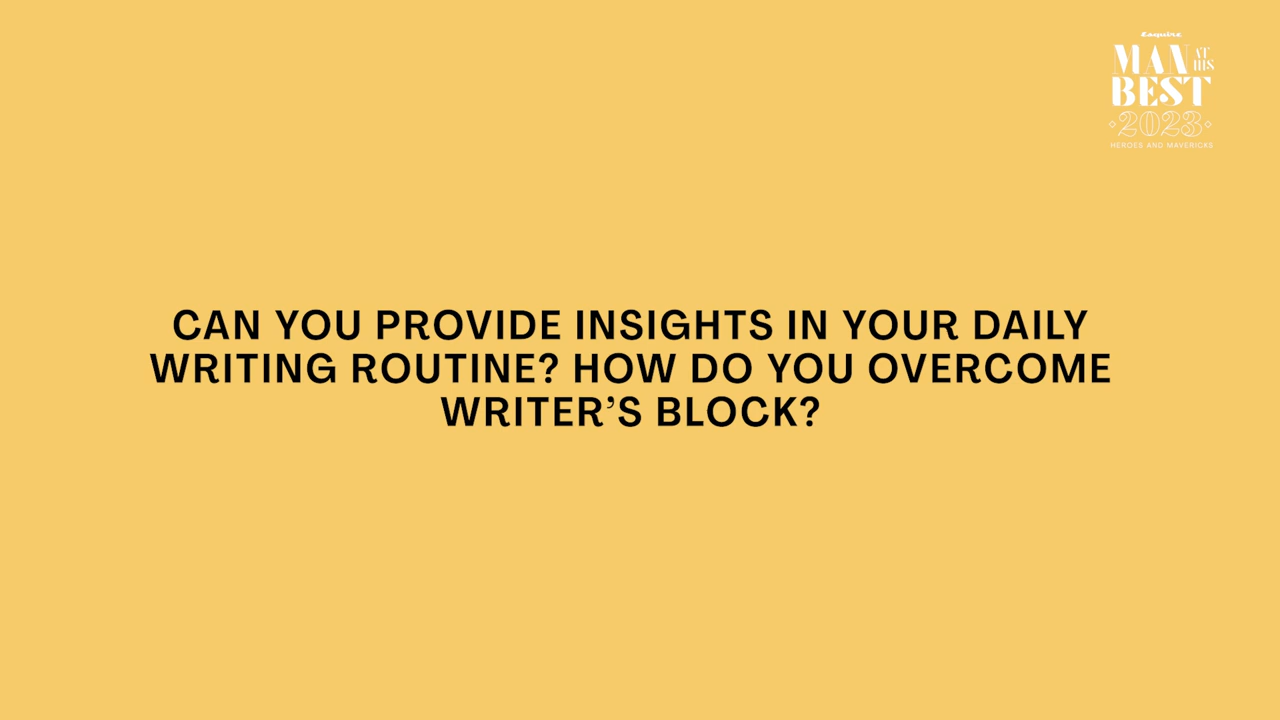 Esquire
MAN AT HIS
BEST
2023
HEROES AND MAVERICKS
CAN YOU PROVIDE INSIGHTS IN YOUR DAILY
WRITING ROUTINE? HOW DO YOU OVERCOME
WRITER’S BLOCK?